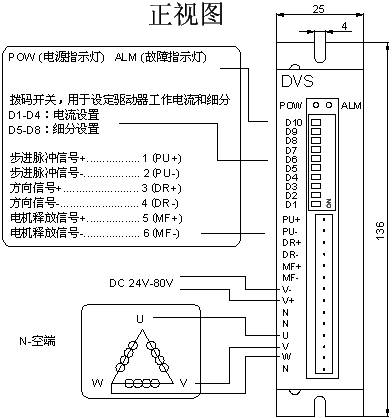 正视图
25
4
POW (电源指示灯) ALM (故障指示灯)
拨码开关，用于设定驱动器工作电流和细分
D1-D4：电流设置
D5-D8：细分设置
步进脉冲信号+................ 1 (PU+)
步进脉冲信号-................. 2 (PU-)
方向信号+....................... 3 (DR+)
方向信号-........................ 4 (DR-)
电机释放信号+................ 5 (MF+)
电机释放信号-................. 6 (MF-)
DVS
POW ALM
D10
D9
D8
D7
D6
D5
D4
D3
D2
D1
ON
PU+
PU-
DR+
DR-
MF+
MF-
V-
V+
N
N
U
V
W
N
136
DC 24V-80V
N-空端
U
W
V